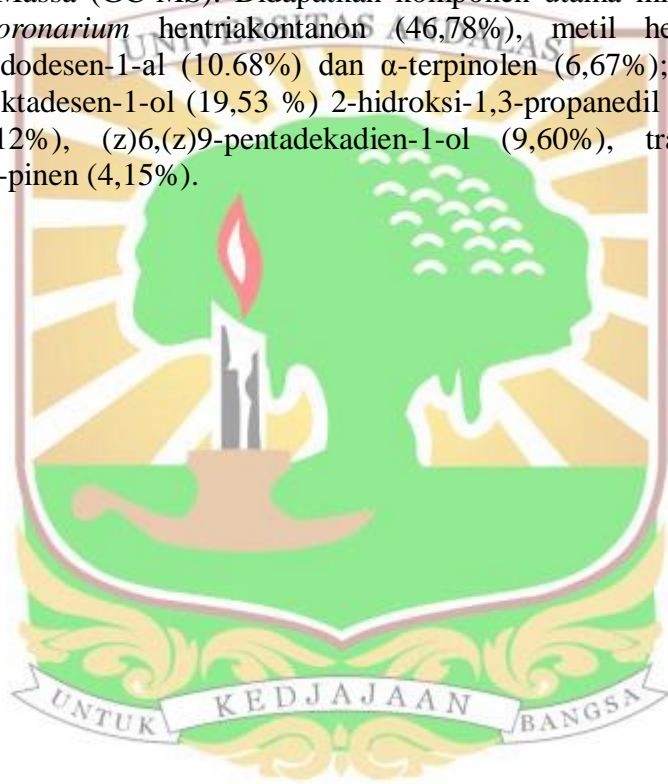 Massa (GC-MS). Didapatkan komponen utama mi
oronarium hentriakontanon (46,78%), metil he
UNIVERSITAS ANDALAS
dodesen-1-al (10.68%) dan α-terpinolen (6,67%);
ktadesen-1-ol (19,53 %) 2-hidroksi-1,3-propanedil
12%), (z)6,(z)9-pentadekadien-1-ol (9,60%), tra
-pinen (4,15%).
UNTUK KEDJAJAAN BANGSA